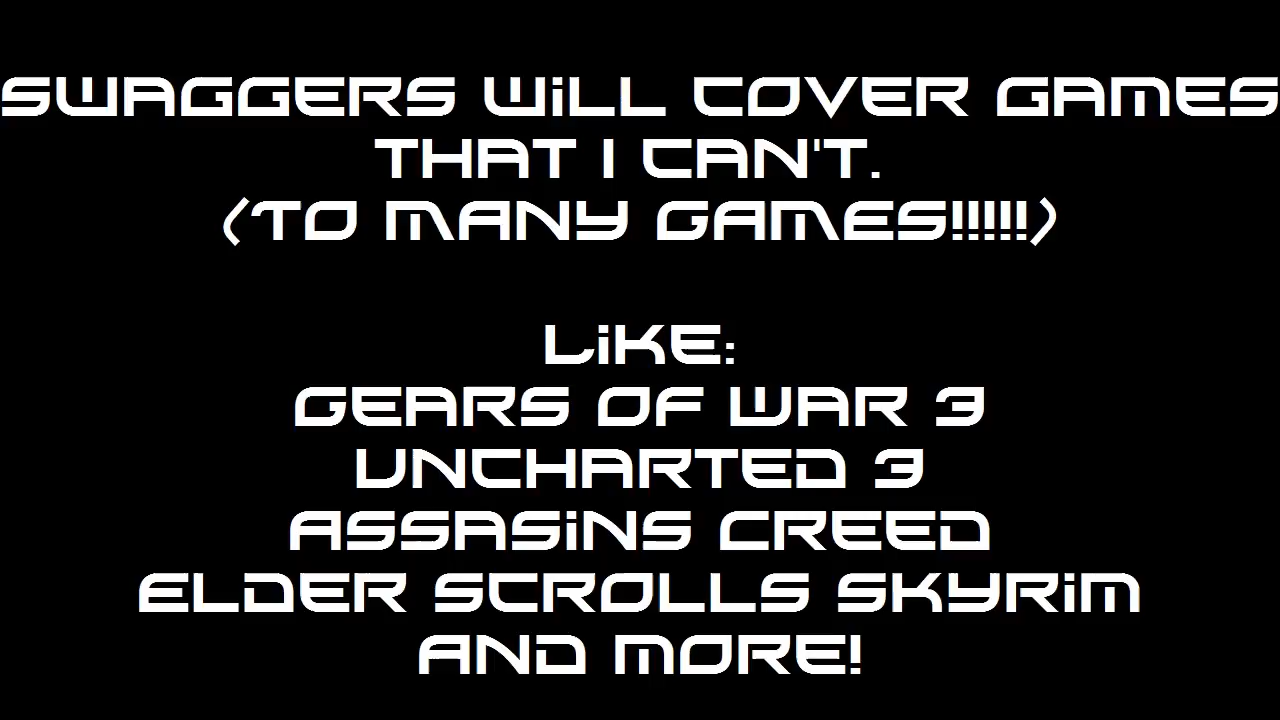 SWAGGERS WiLL COVER GAMES
THAT I CAN'T.
(TO MANY GAMES!!!!!)
LiKE:
GEARS OF WAR 3
UNCHARTED 3
ASSASiNS CREED
ELDER SCROLLS SKYRiM
AND MORE!